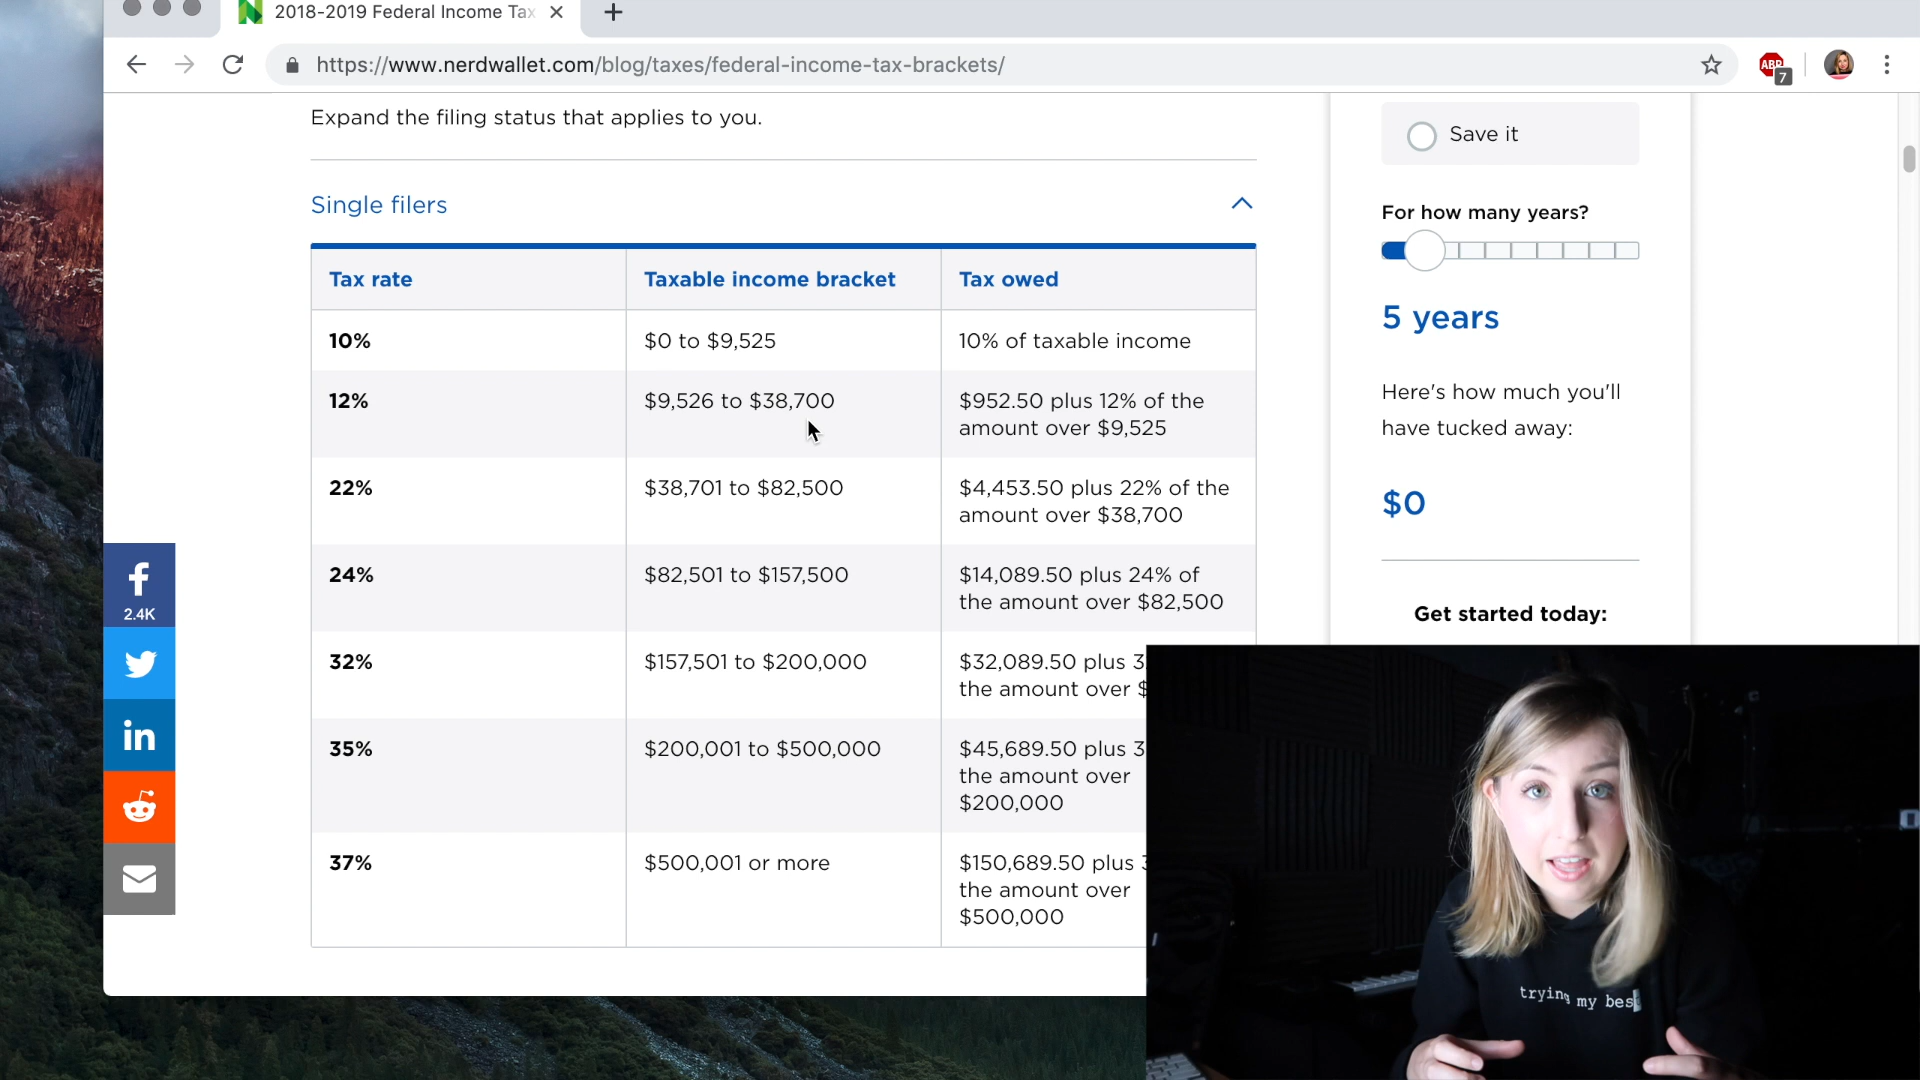 2018-2019 Federal Income Tax
https://www.nerdwallet.com/blog/taxes/federal-income-tax-brackets/
ABP
7
Expand the filing status that applies to you.
Single filers
Tax rate
Taxable income bracket
Tax owed
10%
$0 to $9,525
10% of taxable income
12%
$9,526 to $38,700
$952.50 plus 12% of the
amount over $9,525
22%
$38,701 to $82,500
$4,453.50 plus 22% of the
amount over $38,700
24%
$82,501 to $157,500
$14,089.50 plus 24% of
the amount over $82,500
32%
$157,501 to $200,000
$32,089.50 plus 3
the amount over $
35%
$200,001 to $500,000
$45,689.50 plus 3
the amount over
$200,000
37%
$500,001 or more
$150,689.50 plus
the amount over
$500,000
Save it
For how many years?
5 years
Here's how much you'll
have tucked away:
$0
Get started today:
f
2.4K
in
trying my bes